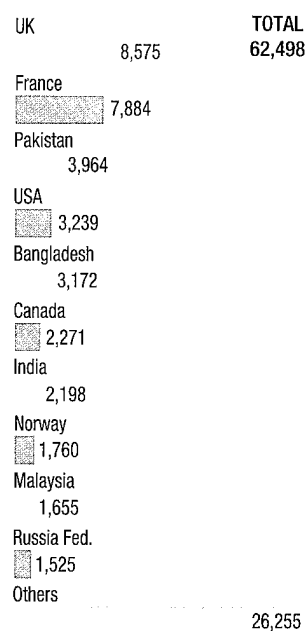 UK TOTAL
8,575 62,498
France
7,884
Pakistan
3,964
USA
3,239
Bangladesh
3,172
Canada
2,271
India
2,198
Norway
1,760
Malaysia
1,655
Russia Fed.
1,525
Others
26,255